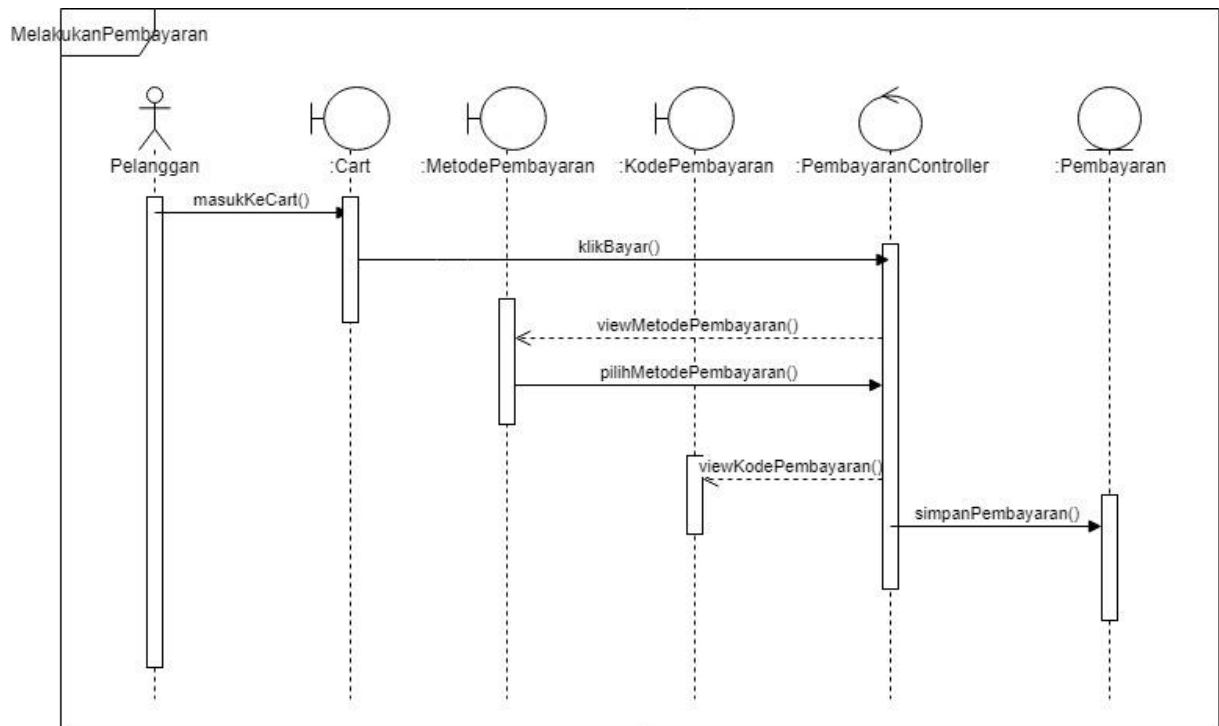 MelakukanPembayaran
Pelanggan
:Cart
:MetodePembayaran
:KodePembayaran
:PembayaranController
:Pembayaran
masukKeCart()
klikBayar()
viewMetodePembayaran()
pilihMetodePembayaran()
viewKodePembayaran()
simpanPembayaran()